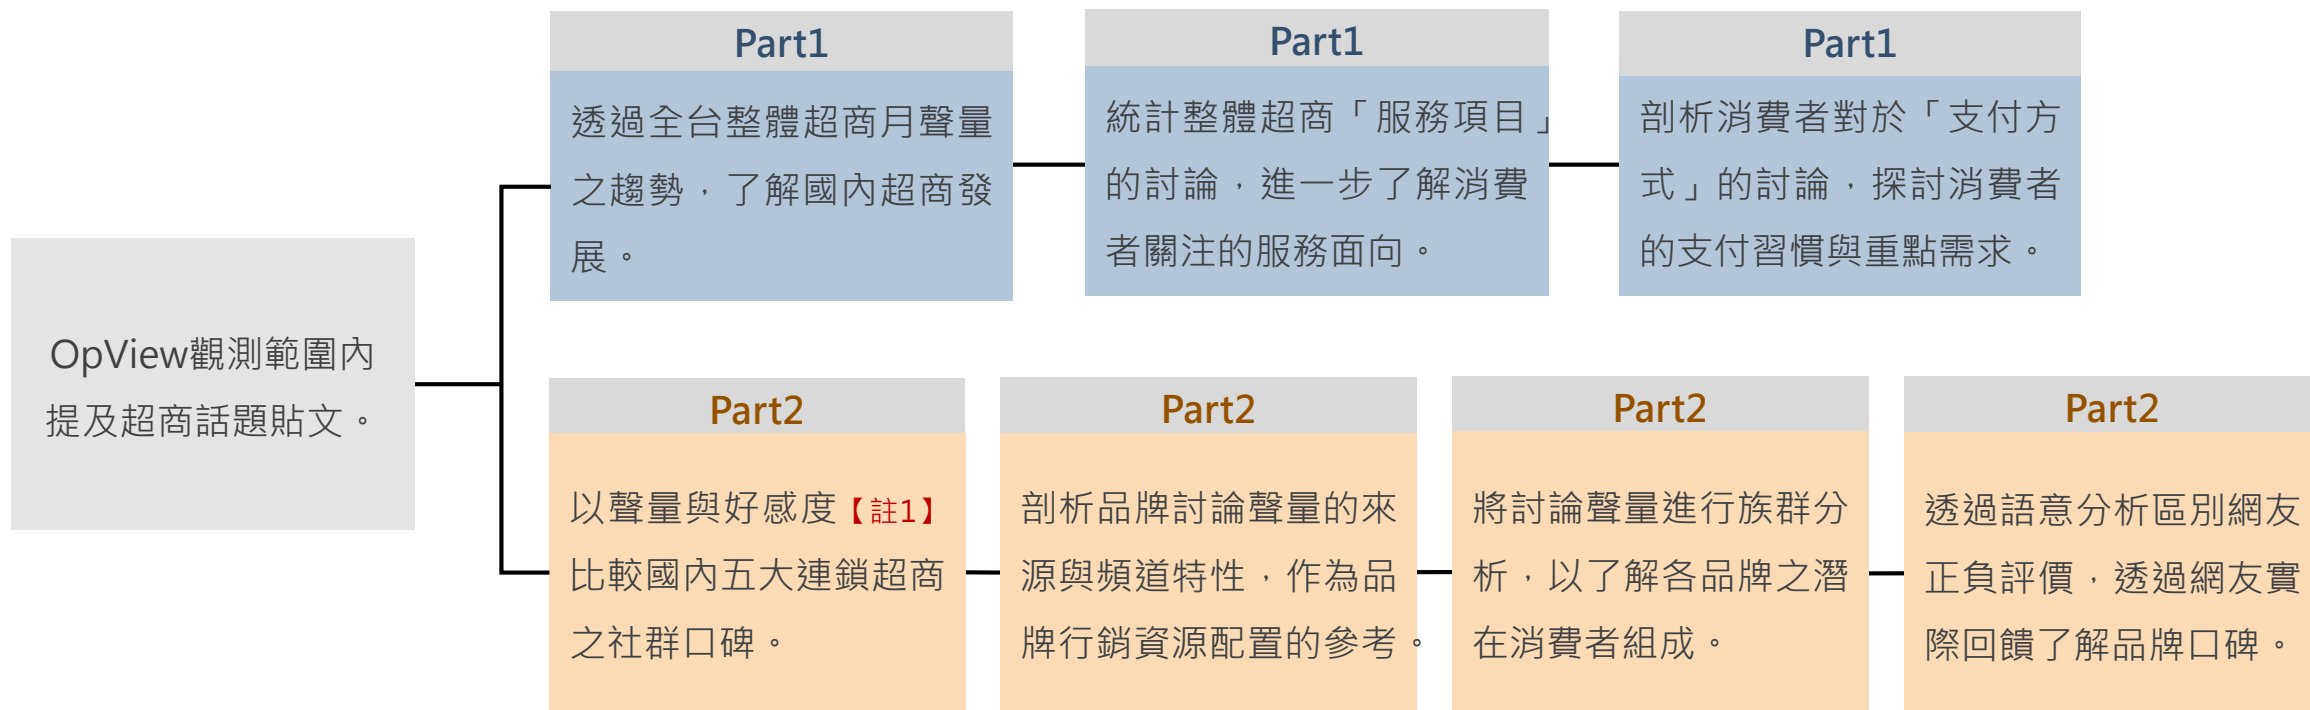 OpView觀測範圍內
提及超商話題貼文。
Part1
透過全台整體超商月聲量
之趨勢，了解國內超商發
展。
Part1
統計整體超商「服務項目」
的討論，進一步了解消費
者關注的服務面向。
Part1
剖析消費者對於「支付方
式」的討論，探討消費者
的支付習慣與重點需求。
Part2
以聲量與好感度【註1】
比較國內五大連鎖超商
之社群口碑。
Part2
剖析品牌討論聲量的來
源與頻道特性，作為品
牌行銷資源配置的參考。
Part2
將討論聲量進行族群分
析，以了解各品牌之潛
在消費者組成。
Part2
透過語意分析區別網友
正負評價，透過網友實
際回饋了解品牌口碑。